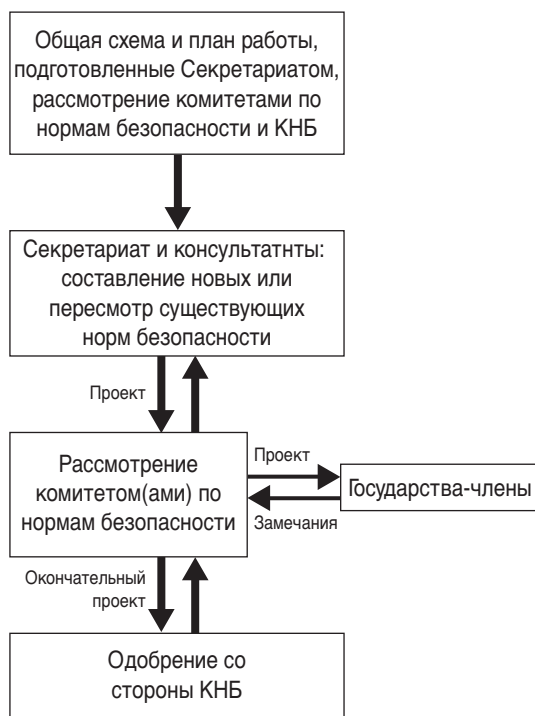 Общая схема и план работы,
подготовленные Секретариатом,
рассмотрение комитетами по
нормам безопасности и КНБ
Секретариат и консультатнты:
составление новых или
пересмотр существующих
норм безопасности
Проект
Рассмотрение
комитетом(ами) по
нормам безопасности
Проект
Государства-члены
Замечания
Окончательный
проект
Одобрение со
стороны КНБ